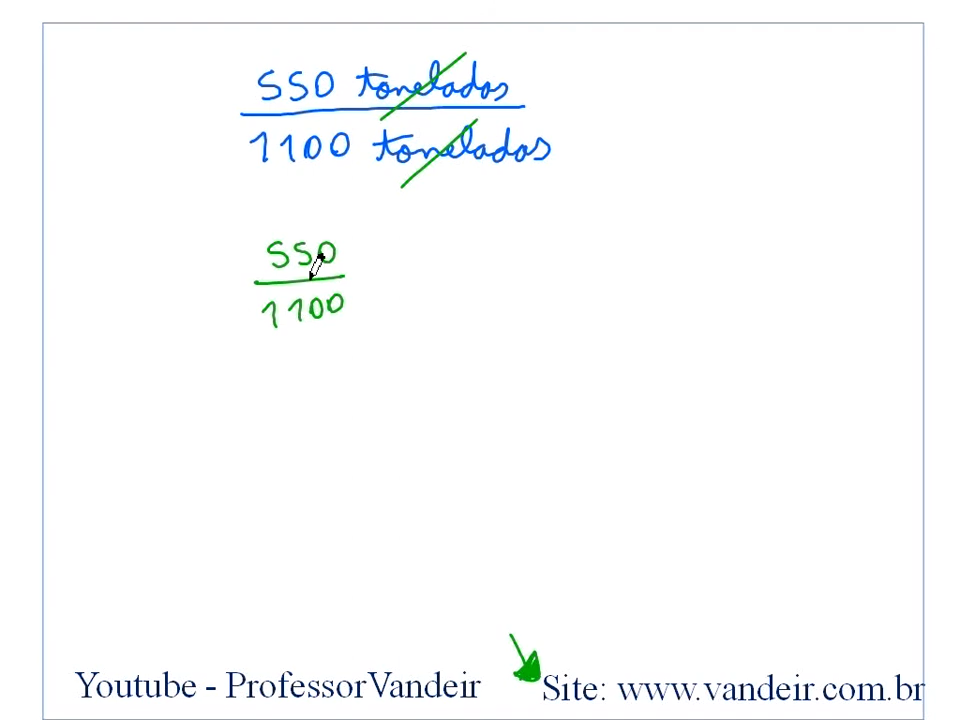 550 toneladas
1100 toneladas
550
1100
Youtube - ProfessorVandeir
Site: www.vandeir.com.br